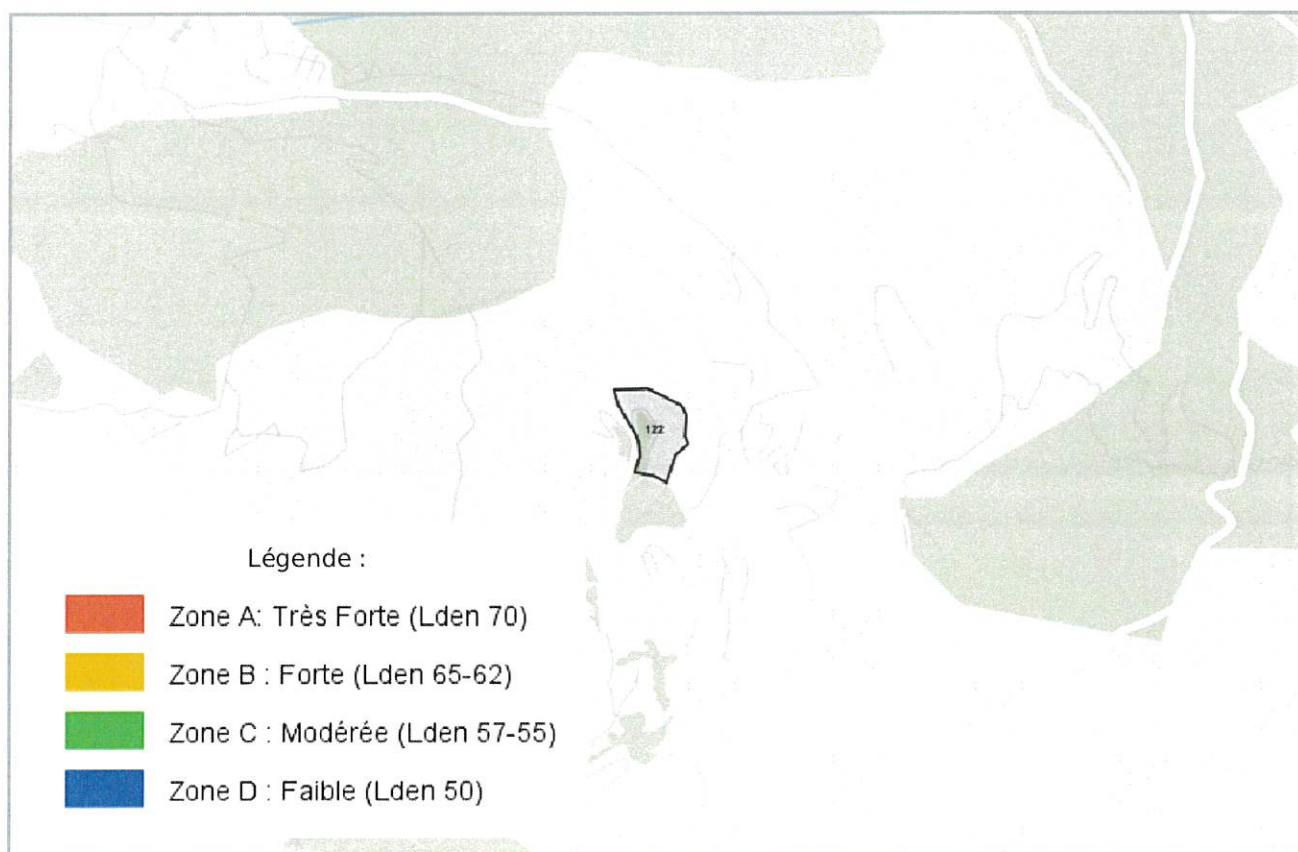 122
Légende :
Zone A: Très Forte (Lden 70)
Zone B : Forte (Lden 65-62)
Zone C : Modérée (Lden 57-55)
Zone D : Faible (Lden 50)